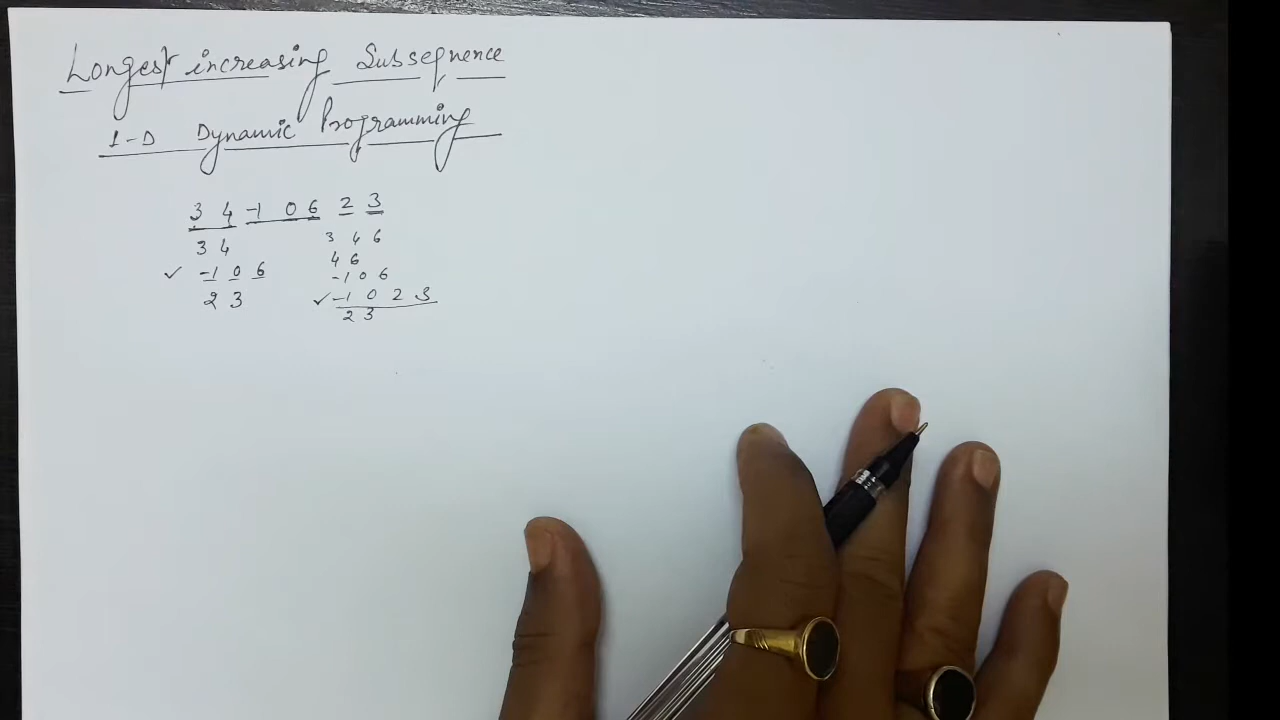 Longest increasing Subsequence
1-D Dynamic Programming
3 4 -1 0 6 2 3
3 4
✓ -1 0 6
2 3
3 4 6
4 6
-1 0 6
✓ -1 0 2 3
2 3